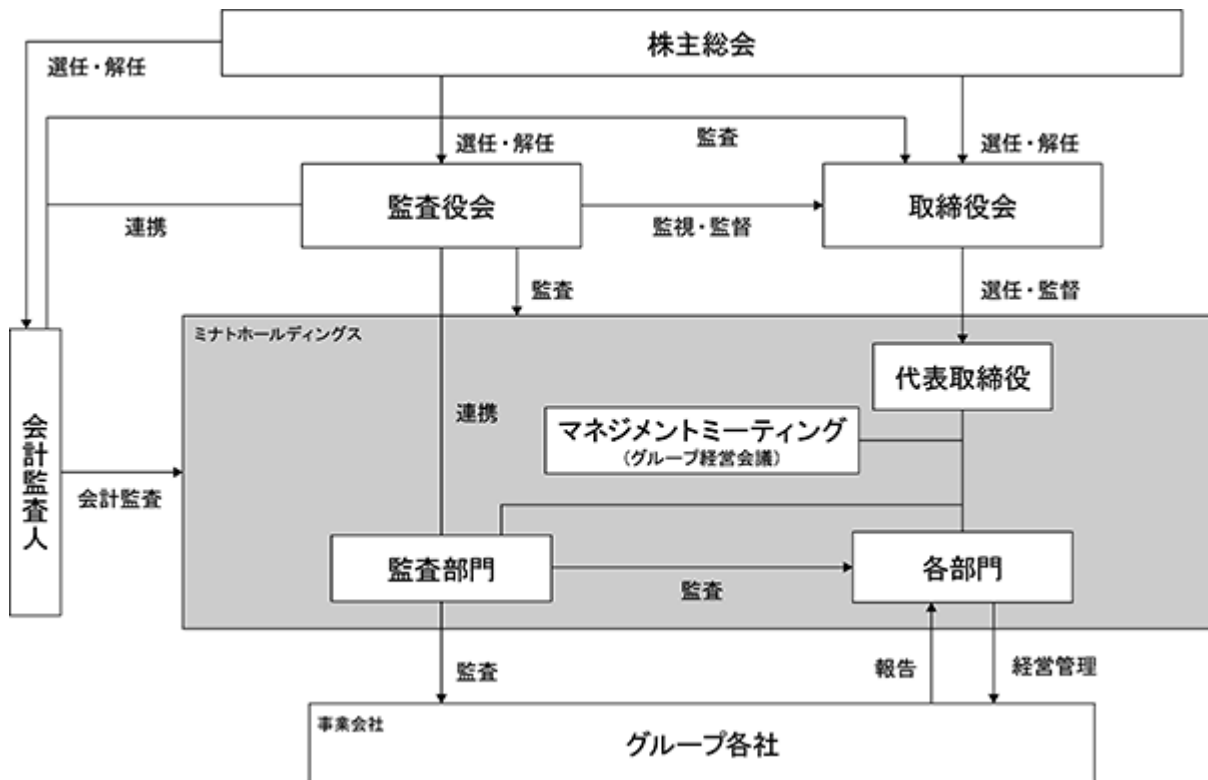 株主総会
選任・解任
選任・解任
監査
選任・解任
監査役会
取締役会
連携
監視・監督
監査
選任・監督
ミナトホールディングス
代表取締役
連携
マネジメントミーティング
(グループ経営会議)
会計監査人
会計監査
監査部門
各部門
監査
監査
報告
経営管理
事業会社
グループ各社